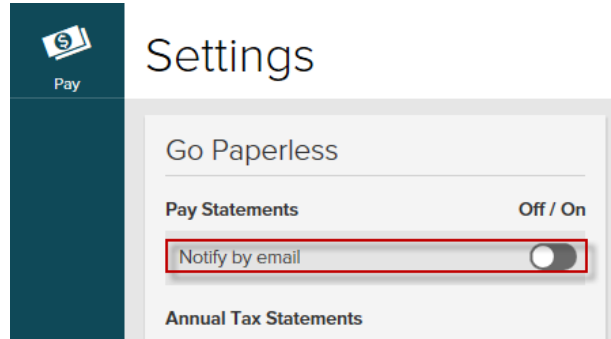 Pay
Settings
Go Paperless
Pay Statements Off / On
Notify by email
Annual Tax Statements